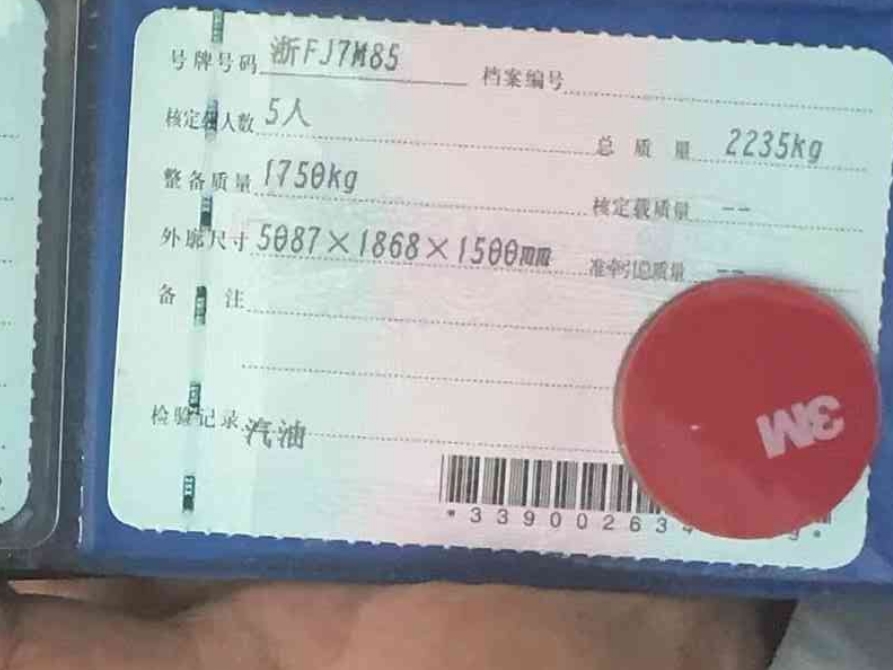 号牌号码 浙FJ7M85 档案编号
核定载人数 5人 总质量 2235kg
整备质量 1750kg 核定载质量 --
外廓尺寸 5087×1868×1500mm 准牵引总质量 --
备注
检验记录 汽油
3M
*33900263